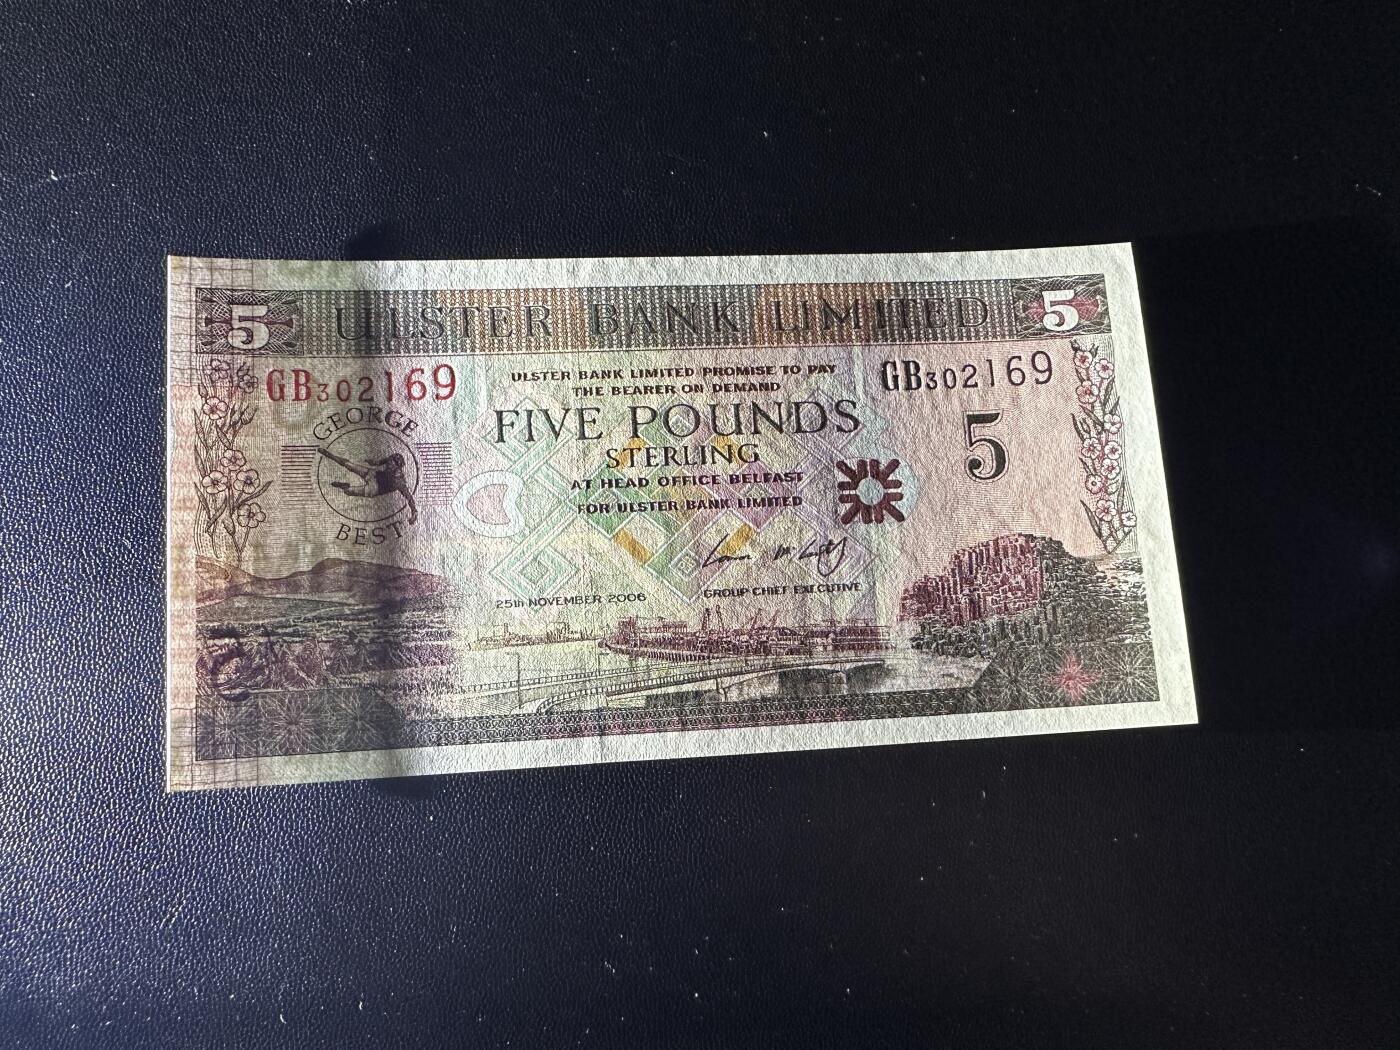 5 ULSTER BANK LIMITED 5
GB302169
GEORGE
BEST
ULSTER BANK LIMITED PROMISE TO PAY
THE BEARER ON DEMAND
FIVE POUNDS
STERLING
AT HEAD OFFICE BELFAST
FOR ULSTER BANK LIMITED
25th NOVEMBER 2006
GROUP CHIEF EXECUTIVE
GB302169
5